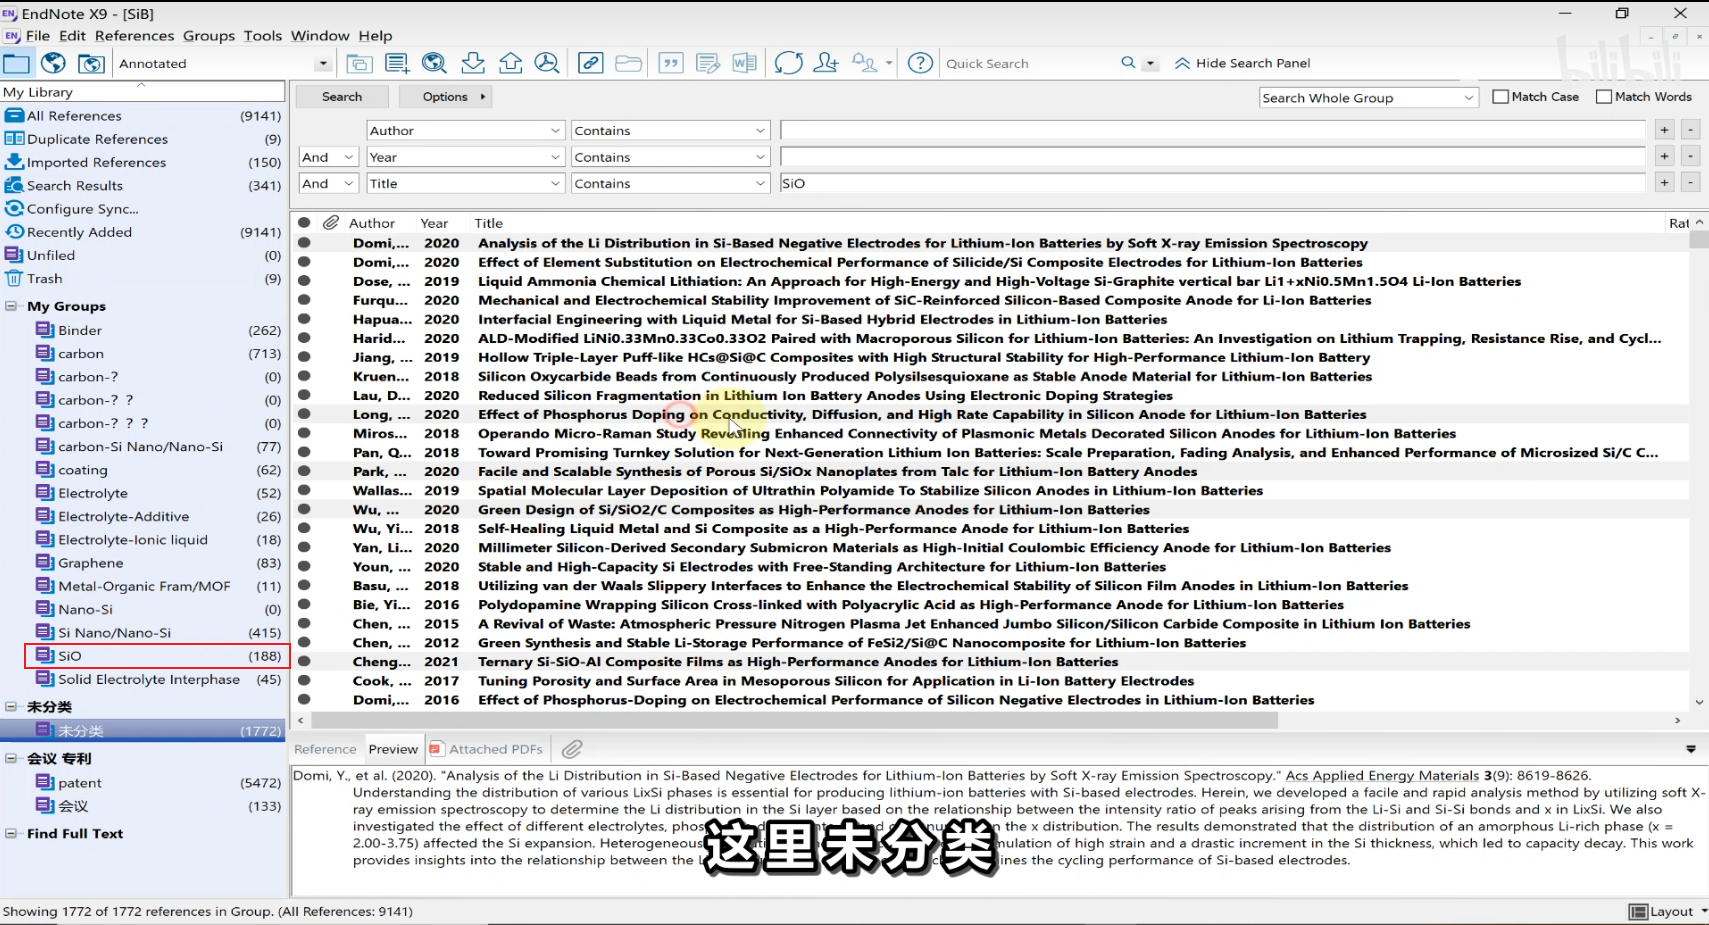 EndNote X9 - [SiB]
File Edit References Groups Tools Window Help
Annotated
Quick Search
Hide Search Panel
bilibili
My Library
All References (9141)
Duplicate References (9)
Imported References (150)
Search Results (341)
Configure Sync...
Recently Added (9141)
Unfiled (0)
Trash (9)
My Groups
Binder (262)
carbon (713)
carbon-? (0)
carbon-? ? (0)
carbon-? ? ? (0)
carbon-Si Nano/Nano-Si (77)
coating (62)
Electrolyte (52)
Electrolyte-Additive (26)
Electrolyte-Ionic liquid (18)
Graphene (83)
Metal-Organic Fram/MOF (11)
Nano-Si (0)
Si Nano/Nano-Si (415)
SiO (188)
Solid Electrolyte Interphase (45)
未分类
未分类 (1772)
会议 专利
patent (5472)
会议 (133)
Find Full Text
Search Options Search Whole Group Match Case Match Words
Author Contains + -
And Year Contains + -
And Title Contains SiO + -
Author Year Title Rat
Domi,... 2020 Analysis of the Li Distribution in Si-Based Negative Electrodes for Lithium-Ion Batteries by Soft X-ray Emission Spectroscopy
Domi,... 2020 Effect of Element Substitution on Electrochemical Performance of Silicide/Si Composite Electrodes for Lithium-Ion Batteries
Dose, ... 2019 Liquid Ammonia Chemical Lithiation: An Approach for High-Energy and High-Voltage Si-Graphite vertical bar Li1+xNi0.5Mn1.5O4 Li-Ion Batteries
Furqu... 2020 Mechanical and Electrochemical Stability Improvement of SiC-Reinforced Silicon-Based Composite Anode for Li-Ion Batteries
Hapua... 2020 Interfacial Engineering with Liquid Metal for Si-Based Hybrid Electrodes in Lithium-Ion Batteries
Harid... 2020 ALD-Modified LiNi0.33Mn0.33Co0.33O2 Paired with Macroporous Silicon for Lithium-Ion Batteries: An Investigation on Lithium Trapping, Resistance Rise, and Cycl...
Jiang, ... 2019 Hollow Triple-Layer Puff-like HCs@Si@C Composites with High Structural Stability for High-Performance Lithium-Ion Battery
Kruen... 2018 Silicon Oxycarbide Beads from Continuously Produced Polysilsesquioxane as Stable Anode Material for Lithium-Ion Batteries
Lau, D... 2020 Reduced Silicon Fragmentation in Lithium Ion Battery Anodes Using Electronic Doping Strategies
Long, ... 2020 Effect of Phosphorus Doping on Conductivity, Diffusion, and High Rate Capability in Silicon Anode for Lithium-Ion Batteries
Miros... 2018 Operando Micro-Raman Study Revealing Enhanced Connectivity of Plasmonic Metals Decorated Silicon Anodes for Lithium-Ion Batteries
Pan, Q... 2018 Toward Promising Turnkey Solution for Next-Generation Lithium Ion Batteries: Scale Preparation, Fading Analysis, and Enhanced Performance of Microsized Si/C C...
Park, ... 2020 Facile and Scalable Synthesis of Porous Si/SiOx Nanoplates from Talc for Lithium-Ion Battery Anodes
Wallas... 2019 Spatial Molecular Layer Deposition of Ultrathin Polyamide To Stabilize Silicon Anodes in Lithium-Ion Batteries
Wu, ... 2020 Green Design of Si/SiO2/C Composites as High-Performance Anodes for Lithium-Ion Batteries
Wu, Yi... 2018 Self-Healing Liquid Metal and Si Composite as a High-Performance Anode for Lithium-Ion Batteries
Yan, Li... 2020 Millimeter Silicon-Derived Secondary Submicron Materials as High-Initial Coulombic Efficiency Anode for Lithium-Ion Batteries
Youn, ... 2020 Stable and High-Capacity Si Electrodes with Free-Standing Architecture for Lithium-Ion Batteries
Basu, ... 2018 Utilizing van der Waals Slippery Interfaces to Enhance the Electrochemical Stability of Silicon Film Anodes in Lithium-Ion Batteries
Bie, Yi... 2016 Polydopamine Wrapping Silicon Cross-linked with Polyacrylic Acid as High-Performance Anode for Lithium-Ion Batteries
Chen, ... 2015 A Revival of Waste: Atmospheric Pressure Nitrogen Plasma Jet Enhanced Jumbo Silicon/Silicon Carbide Composite in Lithium Ion Batteries
Chen, ... 2012 Green Synthesis and Stable Li-Storage Performance of FeSi2/Si@C Nanocomposite for Lithium-Ion Batteries
Cheng... 2021 Ternary Si-SiO-Al Composite Films as High-Performance Anodes for Lithium-Ion Batteries
Cook, ... 2017 Tuning Porosity and Surface Area in Mesoporous Silicon for Application in Li-Ion Battery Electrodes
Domi,... 2016 Effect of Phosphorus-Doping on Electrochemical Performance of Silicon Negative Electrodes in Lithium-Ion Batteries
Reference Preview Attached PDFs
Domi, Y., et al. (2020). "Analysis of the Li Distribution in Si-Based Negative Electrodes for Lithium-Ion Batteries by Soft X-ray Emission Spectroscopy." Acs Applied Energy Materials 3(9): 8619-8626.
Understanding the distribution of various LixSi phases is essential for producing lithium-ion batteries with Si-based electrodes. Herein, we developed a facile and rapid analysis method by utilizing soft X-
ray emission spectroscopy to determine the Li distribution in the Si layer based on the relationship between the intensity ratio of peaks arising from the Li-Si and Si-Si bonds and x in LixSi. We also
investigated the effect of different electrolytes, the x distribution. The results demonstrated that the distribution of an amorphous Li-rich phase (x =
2.00-3.75) affected the Si expansion. Heterogeneous of high strain and a drastic increment in the Si thickness, which led to capacity decay. This work
provides insights into the relationship between the the cycling performance of Si-based electrodes.
这里未分类
Showing 1772 of 1772 references in Group. (All References: 9141)
Layout